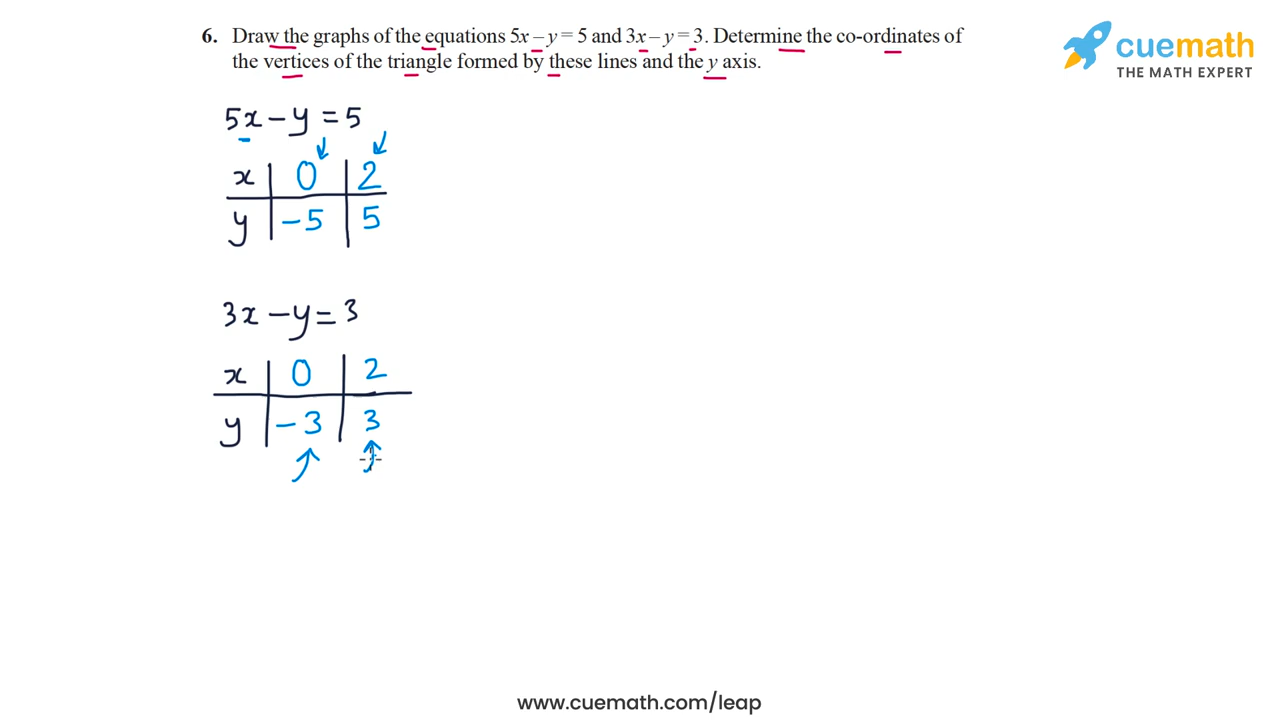 6. Draw the graphs of the equations 5x – y = 5 and 3x – y = 3. Determine the co-ordinates of
the vertices of the triangle formed by these lines and the y axis.
cuemath
THE MATH EXPERT
5x – y = 5
x | 0 | 2
y | –5 | 5
3x – y = 3
x | 0 | 2
y | –3 | 3
www.cuemath.com/leap